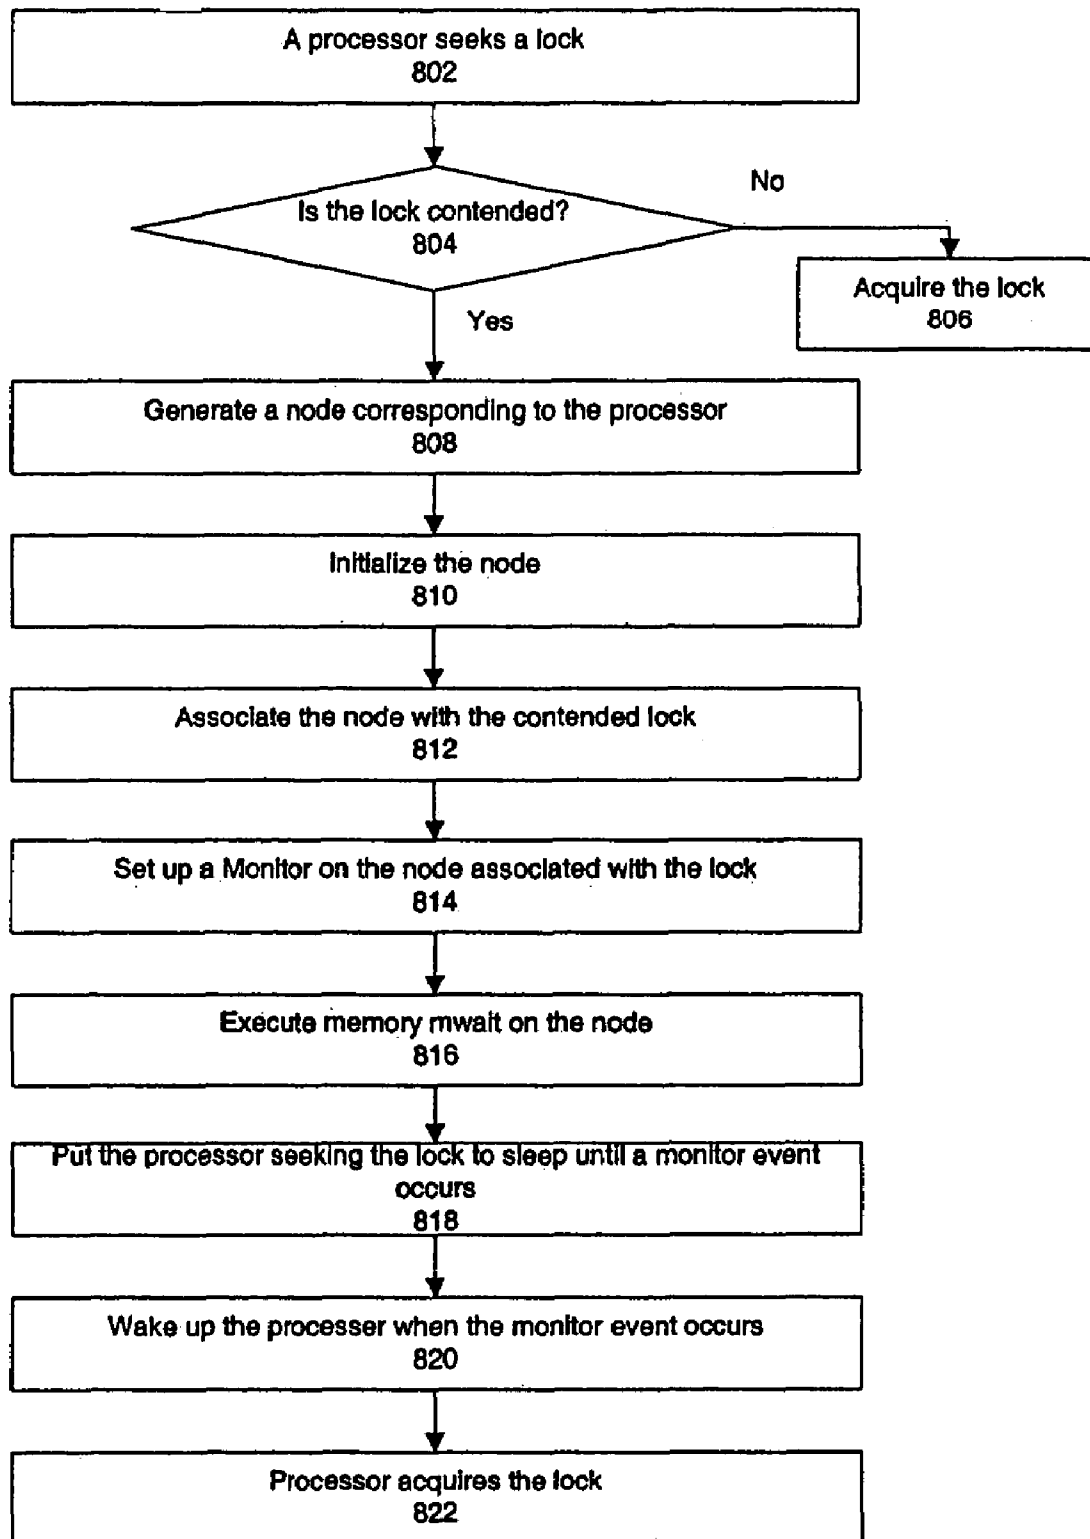 A processor seeks a lock
802
Is the lock contended?
804
No
Acquire the lock
806
Yes
Generate a node corresponding to the processor
808
Initialize the node
810
Associate the node with the contended lock
812
Set up a Monitor on the node associated with the lock
814
Execute memory mwait on the node
816
Put the processor seeking the lock to sleep until a monitor event
occurs
818
Wake up the processer when the monitor event occurs
820
Processor acquires the lock
822